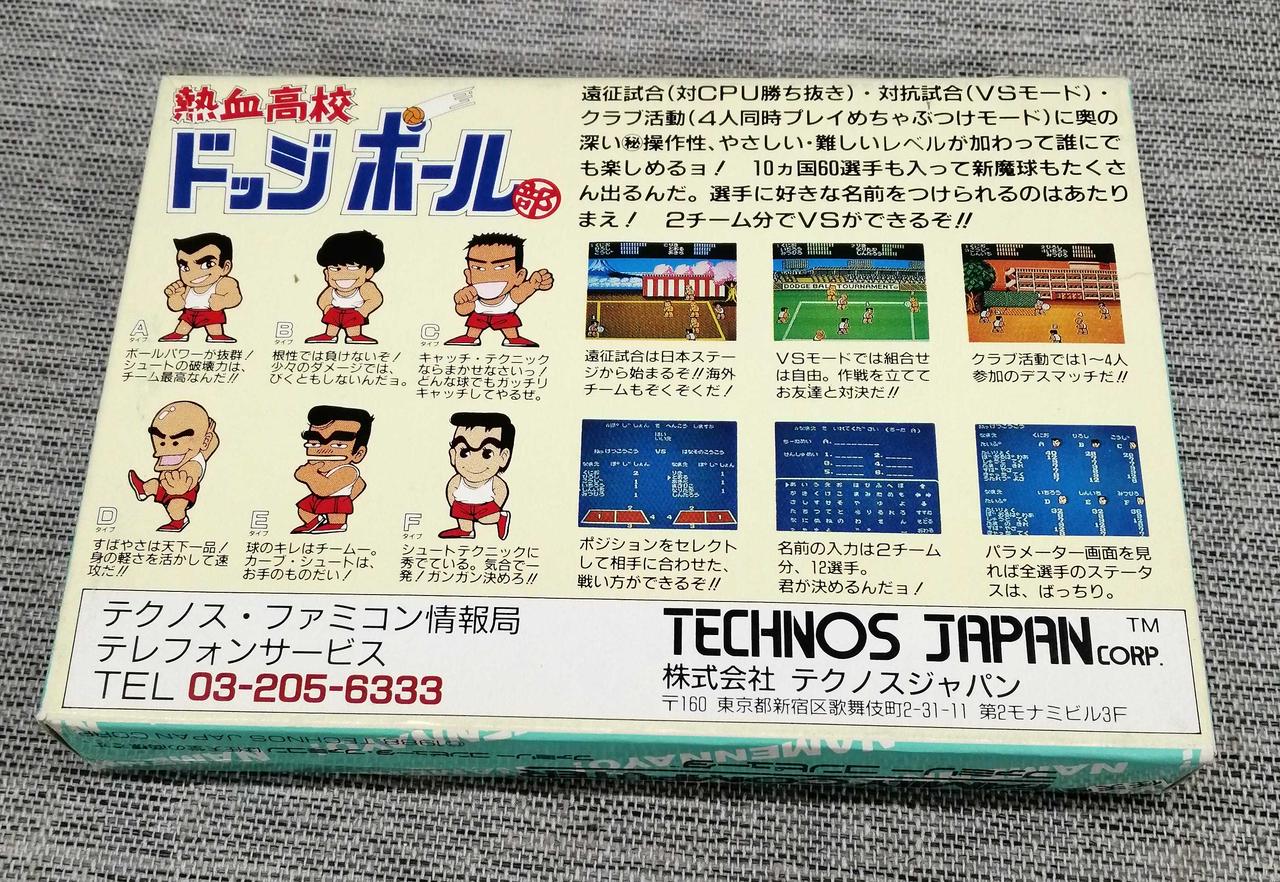 熱血高校
ドッジボール部
遠征試合(対CPU勝ち抜き)・対抗試合(VSモード)・
クラブ活動(4人同時プレイめちゃぶつけモード)に奥の
深い㊙操作性、やさしい・難しいレベルが加わって誰にで
も楽しめるョ! 10ヵ国60選手も入って新魔球もたくさ
ん出るんだ。選手に好きな名前をつけられるのはあたり
まえ! 2チーム分でVSができるぞ!!
A
タイプ
ボールパワーが抜群!
シュートの破壊力は、
チーム最高なんだ!!
B
タイプ
根性では負けないぞ!
少々のダメージでは、
びくともしないんだョ。
C
タイプ
キャッチ・テクニック
ならまかせなさいっ!
どんな球でもガッチリ
キャッチしてやるぜ。
DODGE BALL TOURNAMENT
遠征試合は日本ステー
ジから始まるぞ!!海外
チームもぞくぞくだ!
VSモードでは組合せ
は自由。作戦を立てて
お友達と対決だ!!
クラブ活動では1〜4人
参加のデスマッチだ!!
D
タイプ
すばやさは天下一品!
身の軽さを活かして速
攻だ!!
E
タイプ
球のキレはチーム一。
カーブ・シュートは、
お手のものだい!
F
タイプ
シュートテクニックに
秀でている。気合で一
発!ガンガン決めろ!!
ポジションをセレクト
して相手に合わせた、
戦い方ができるぞ!!
名前の入力は2チーム
分、12選手。
君が決めるんだョ!
パラメーター画面を見
れば全選手のステータ
スは、ばっちり。
テクノス・ファミコン情報局
テレフォンサービス
TEL 03-205-6333
TECHNOS JAPAN CORP. TM
株式会社 テクノスジャパン
〒160 東京都新宿区歌舞伎町2-31-11 第2モナミビル3F